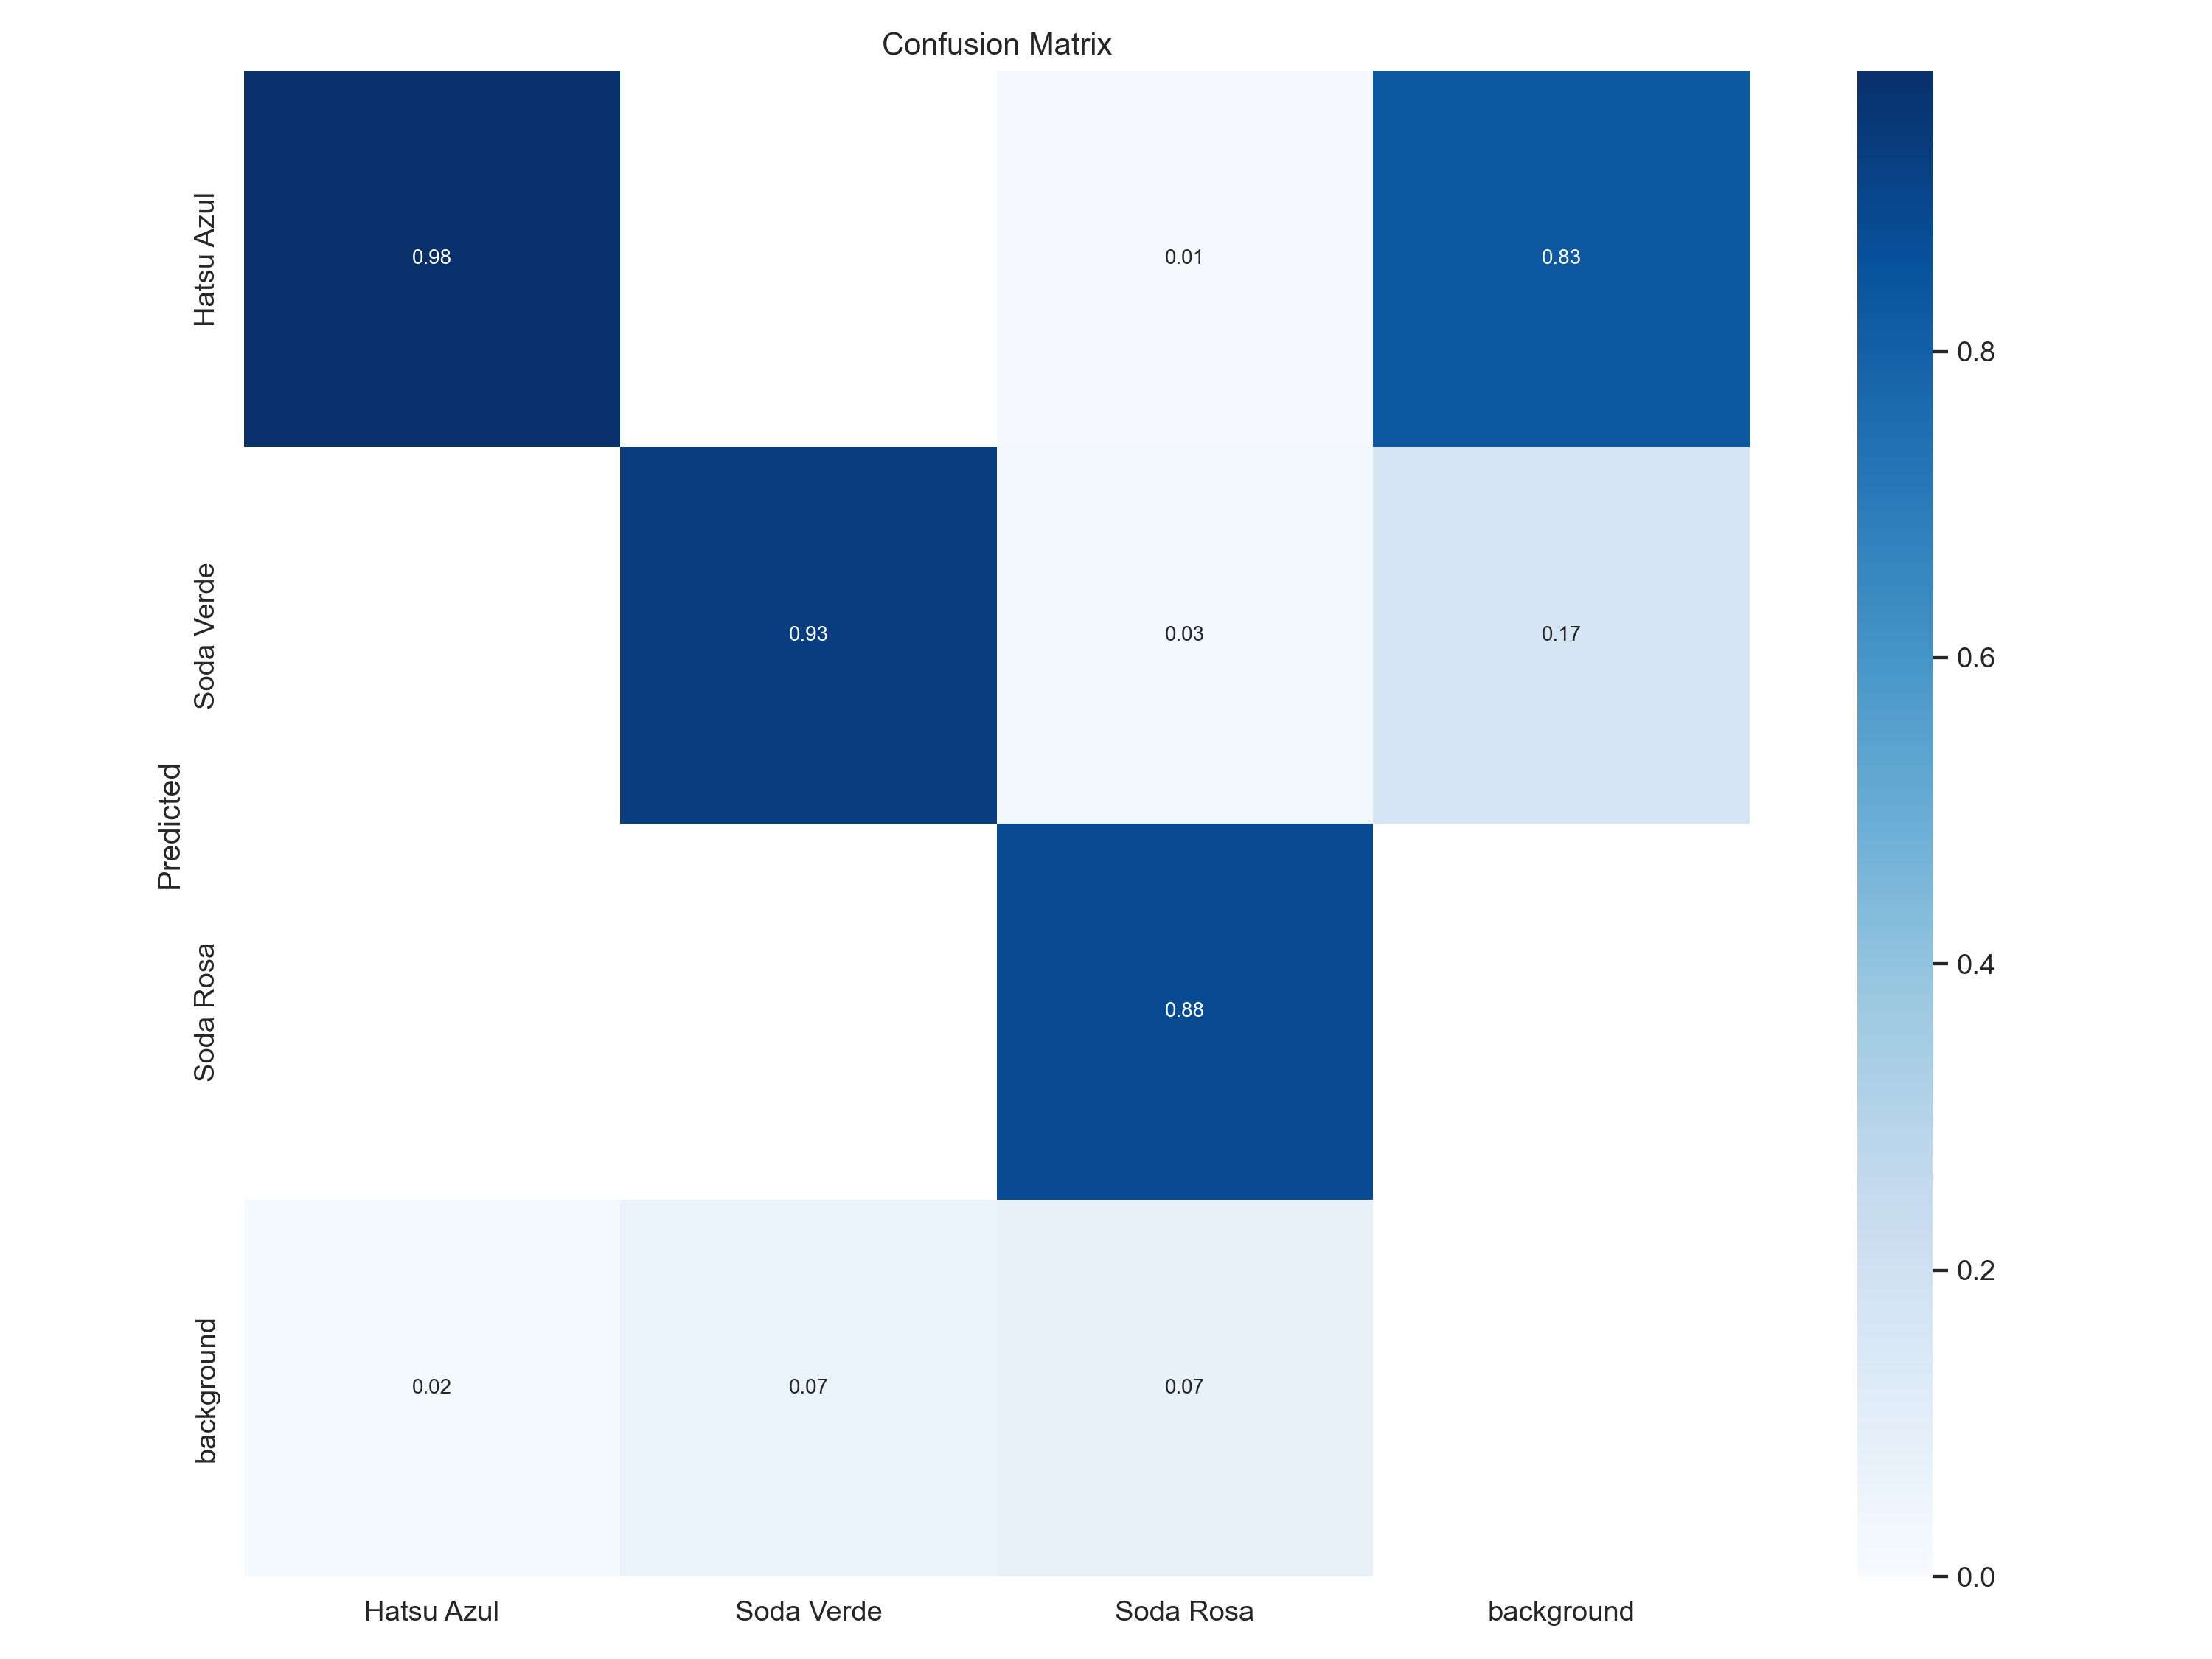 Confusion Matrix
Hatsu Azul
0.98
0.01
0.83
0.8
Soda Verde
0.93
0.03
0.17
0.6
Predicted
Soda Rosa
0.88
0.4
0.2
background
0.02
0.07
0.07
0.0
Hatsu Azul
Soda Verde
Soda Rosa
background